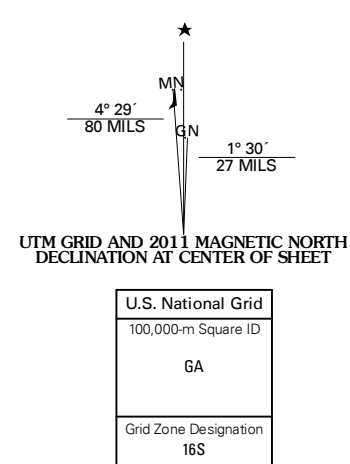 ★
MN
4° 29´
80 MILS
GN
1° 30´
27 MILS
UTM GRID AND 2011 MAGNETIC NORTH
DECLINATION AT CENTER OF SHEET
U.S. National Grid
100,000-m Square ID
GA
Grid Zone Designation
16S